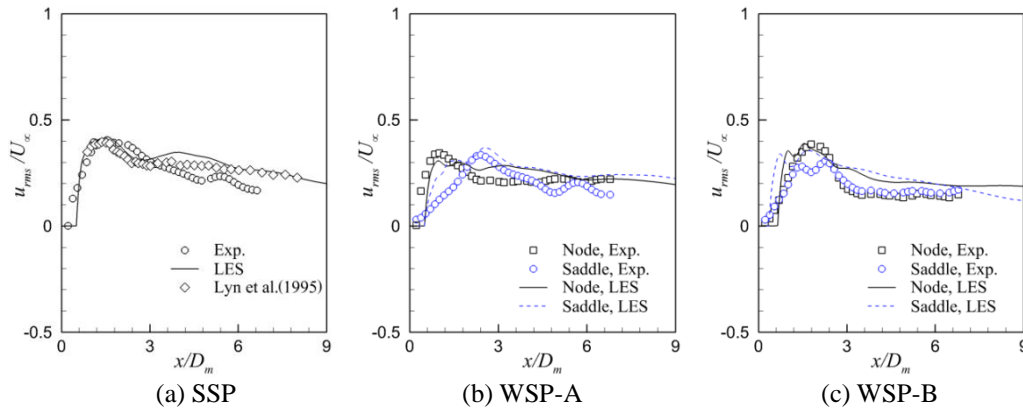 1
0.5
0
-0.5
u_rms /U_∝
0 3 6 9
x/D_m
Exp.
LES
Lyn et al.(1995)
(a) SSP
1
0.5
0
-0.5
u_rms /U_∝
0 3 6 9
x/D_m
Node, Exp.
Saddle, Exp.
Node, LES
Saddle, LES
(b) WSP-A
1
0.5
0
-0.5
u_rms /U_∝
0 3 6 9
x/D_m
Node, Exp.
Saddle, Exp.
Node, LES
Saddle, LES
(c) WSP-B